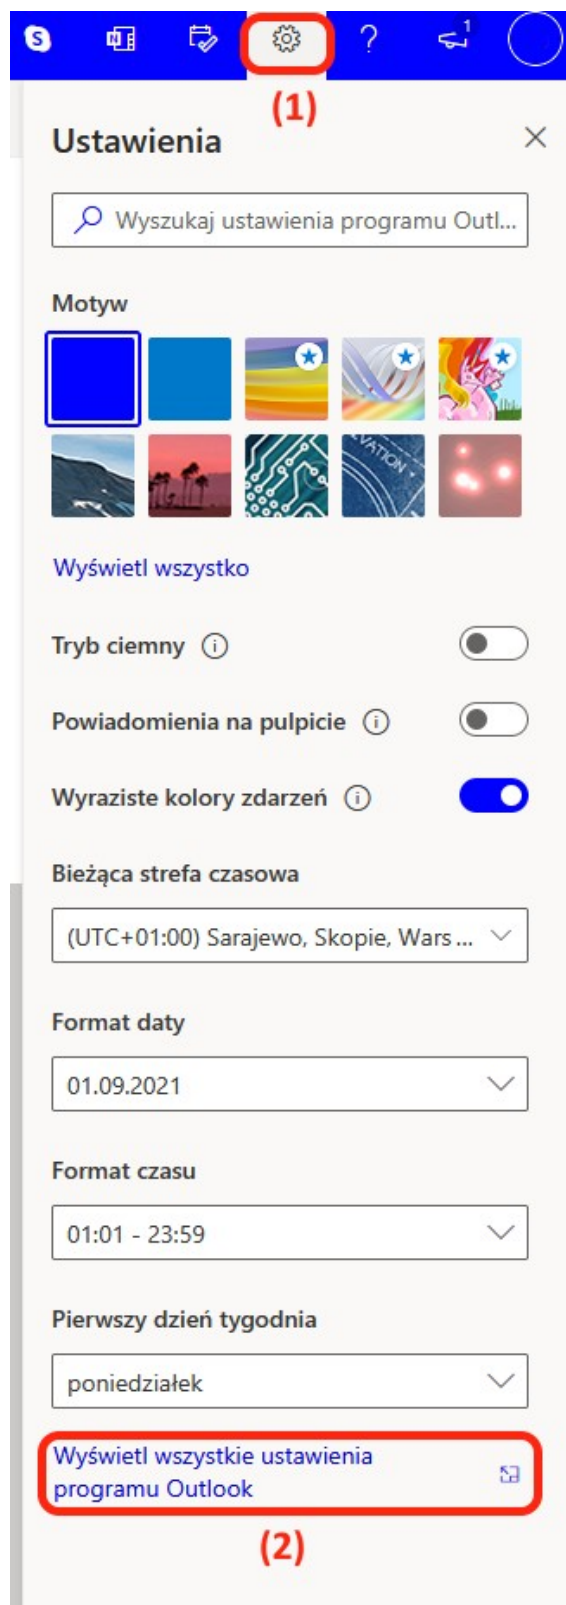 S N ? 1
(1)
Ustawienia
Wyszukaj ustawienia programu Outl...
Motyw
VATION
Wyświetl wszystko
Tryb ciemny i
Powiadomienia na pulpicie i
Wyraziste kolory zdarzeń i
Bieżąca strefa czasowa
(UTC+01:00) Sarajewo, Skopie, Wars ...
Format daty
01.09.2021
Format czasu
01:01 - 23:59
Pierwszy dzień tygodnia
poniedziałek
Wyświetl wszystkie ustawienia
programu Outlook
(2)